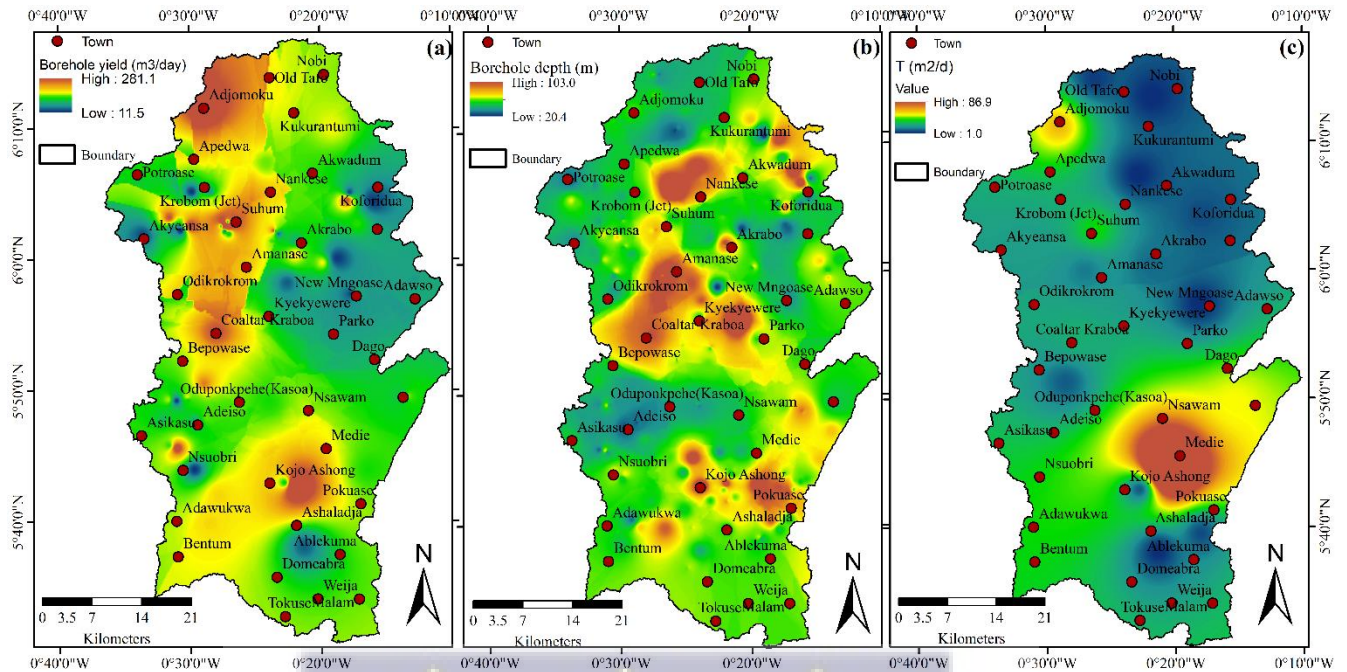 0°40'0"W 0°30'0"W 0°20'0"W 0°10'0"W
0°30'0"W 0°20'0"W 0°10'0"W
0°40'0"W 0°30'0"W 0°20'0"W 0°10'0"W
(a)
Town
Borehole yield (m3/day)
High : 281.1
Low : 11.5
Boundary
Nobi
Old Tafo
Adjomoku
Kukurantumi
Apedwa
Akwadum
Potroase
Nankese
Krobom (Jct)
Koforidua
Suhum
Akyeansa
Akrabo
Amanase
Odikrokrom
New Mngoase
Adawso
Kyekyewere
Coaltar Kraboa
Parko
Bepowase
Dago
Oduponkpehe(Kasoa)
Nsawam
Adeiso
Asikasu
Medie
Nsuobri
Kojo Ashong
Pokuase
Adawukwa
Ashaladja
Bentum
Ablekuma
Domeabra
Weija
TokuseMalam
N
0 3.5 7 14 21
Kilometers
6°10'0"N
6°0'0"N
5°50'0"N
5°40'0"N
(b)
Town
Borehole depth (m)
High : 103.0
Low : 20.4
Boundary
Nobi
Old Tafo
Adjomoku
Kukurantumi
Apedwa
Akwadum
Potroase
Nankese
Krobom (Jct)
Koforidua
Suhum
Akyeansa
Akrabo
Amanase
Odikrokrom
New Mngoase
Adawso
Kyekyewere
Coaltar Kraboa
Parko
Bepowase
Dago
Oduponkpehe(Kasoa)
Nsawam
Adeiso
Asikasu
Medie
Nsuobri
Kojo Ashong
Pokuase
Adawukwa
Ashaladja
Bentum
Ablekuma
Domeabra
Weija
TokuseMalam
N
0 3.5 7 14 21
Kilometers
(c)
Town
T (m2/d)
Value
High : 86.9
Low : 1.0
Boundary
Nobi
Old Tafo
Adjomoku
Kukurantumi
Apedwa
Akwadum
Potroase
Nankese
Krobom (Jct)
Koforidua
Suhum
Akyeansa
Akrabo
Amanase
Odikrokrom
New Mngoase
Adawso
Kyekyewere
Coaltar Kraboa
Parko
Bepowase
Dago
Oduponkpehe(Kasoa)
Nsawam
Adeiso
Asikasu
Medie
Nsuobri
Kojo Ashong
Pokuase
Adawukwa
Ashaladja
Bentum
Ablekuma
Domeabra
Weija
TokuseMalam
N
0 3.5 7 14 21
Kilometers
6°10'0"N
6°0'0"N
5°50'0"N
5°40'0"N
0°40'0"W 0°30'0"W 0°20'0"W
0°40'0"W 0°30'0"W 0°20'0"W 0°10'0"W
0°40'0"W 0°30'0"W 0°20'0"W 0°10'0"W